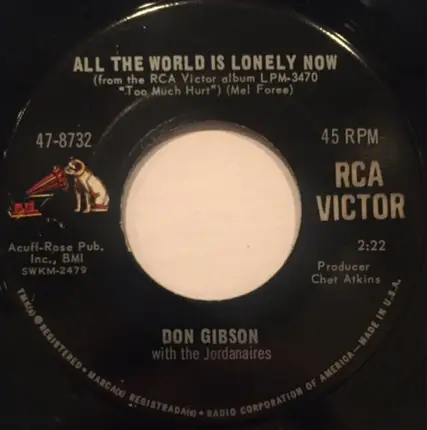 ALL THE WORLD IS LONELY NOW
(from the RCA Victor album LPM-3470
"Too Much Hurt") (Mel Foree)
47-8732
45 RPM
RCA
VICTOR
Acuff-Rose Pub.
Inc., BMI
SWKM-2479
2:22
Producer
Chet Atkins
DON GIBSON
with the Jordanaires
TMK(s) ® REGISTERED • MARCA(s) REGISTRADA(s) • RADIO CORPORATION OF AMERICA—MADE IN U.S.A.